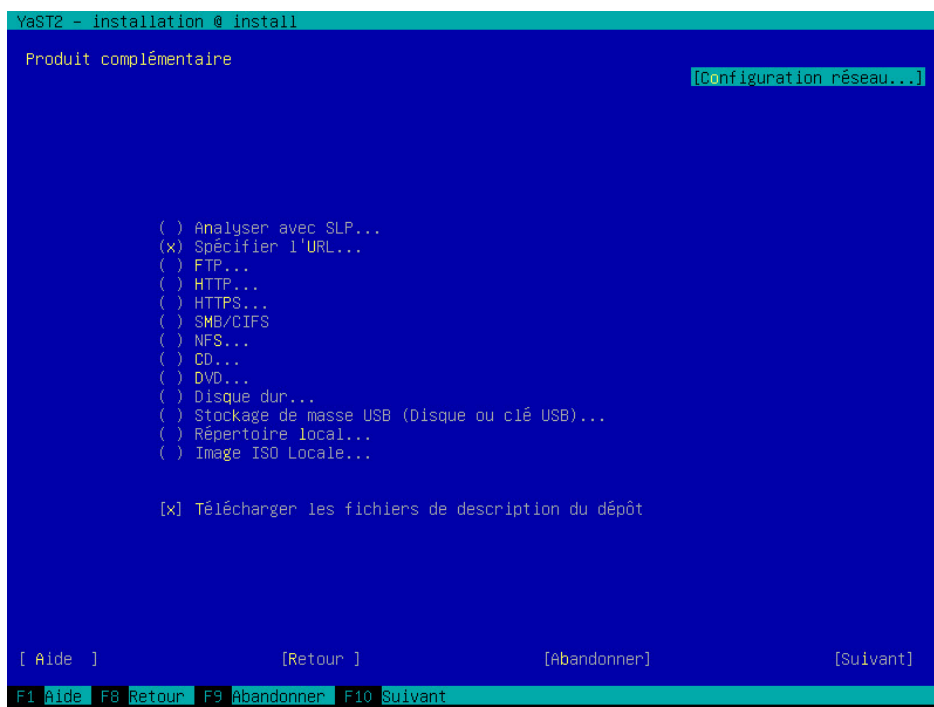 YaST2 – installation @ install
Produit complémentaire
[Configuration réseau...]
( ) Analyser avec SLP...
(x) Spécifier l'URL...
( ) FTP...
( ) HTTP...
( ) HTTPS...
( ) SMB/CIFS
( ) NFS...
( ) CD...
( ) DVD...
( ) Disque dur...
( ) Stockage de masse USB (Disque ou clé USB)...
( ) Répertoire local...
( ) Image ISO Locale...
[x] Télécharger les fichiers de description du dépôt
[ Aide ] [Retour ] [Abandonner] [Suivant]
F1 Aide F8 Retour F9 Abandonner F10 Suivant